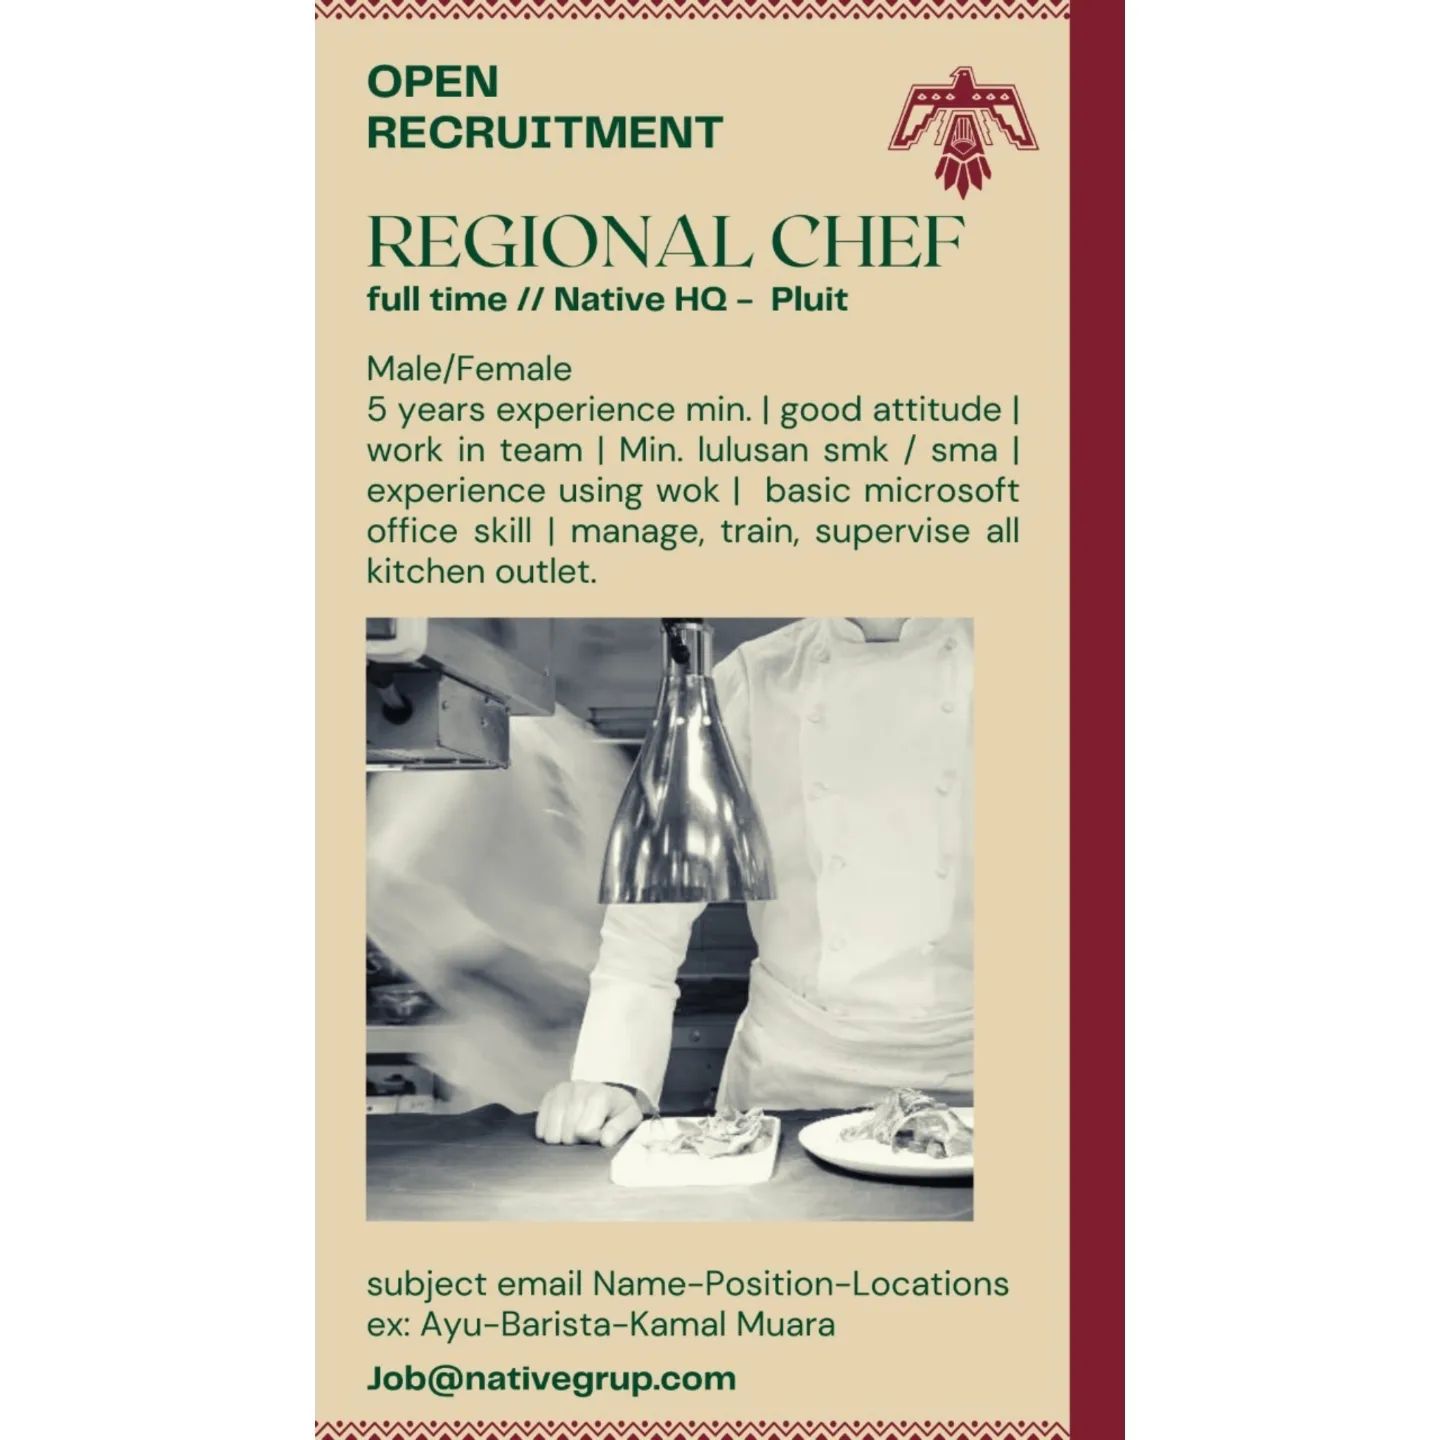 OPEN
RECRUITMENT
REGIONAL CHEF
full time // Native HQ - Pluit
Male/Female
5 years experience min. | good attitude |
work in team | Min. lulusan smk / sma |
experience using wok | basic microsoft
office skill | manage, train, supervise all
kitchen outlet.
subject email Name-Position-Locations
ex: Ayu-Barista-Kamal Muara
Job@nativegrup.com